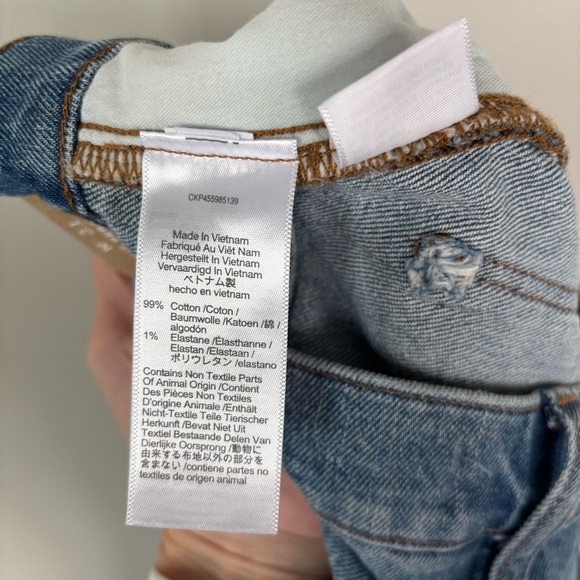 CKP455985139
Made In Vietnam
Fabriqué Au Viêt Nam
Hergestellt In Vietnam
Vervaardigd In Vietnam
ベトナム製
hecho en vietnam
99% Cotton /Coton /
Baumwolle /Katoen /綿 /
algodón
1% Elastane /Élasthanne /
Elastan /Elastaan /
ポリウレタン /elastano
Contains Non Textile Parts
Of Animal Origin /Contient
Des Pièces Non Textiles
D'origine Animale /Enthält
Nicht-Textile Teile Tierischer
Herkunft /Bevat Niet Uit
Textiel Bestaande Delen Van
Dierlijke Oorsprong /動物に
由来する布地以外の部分を
含まない /contiene partes no
textiles de origen animal